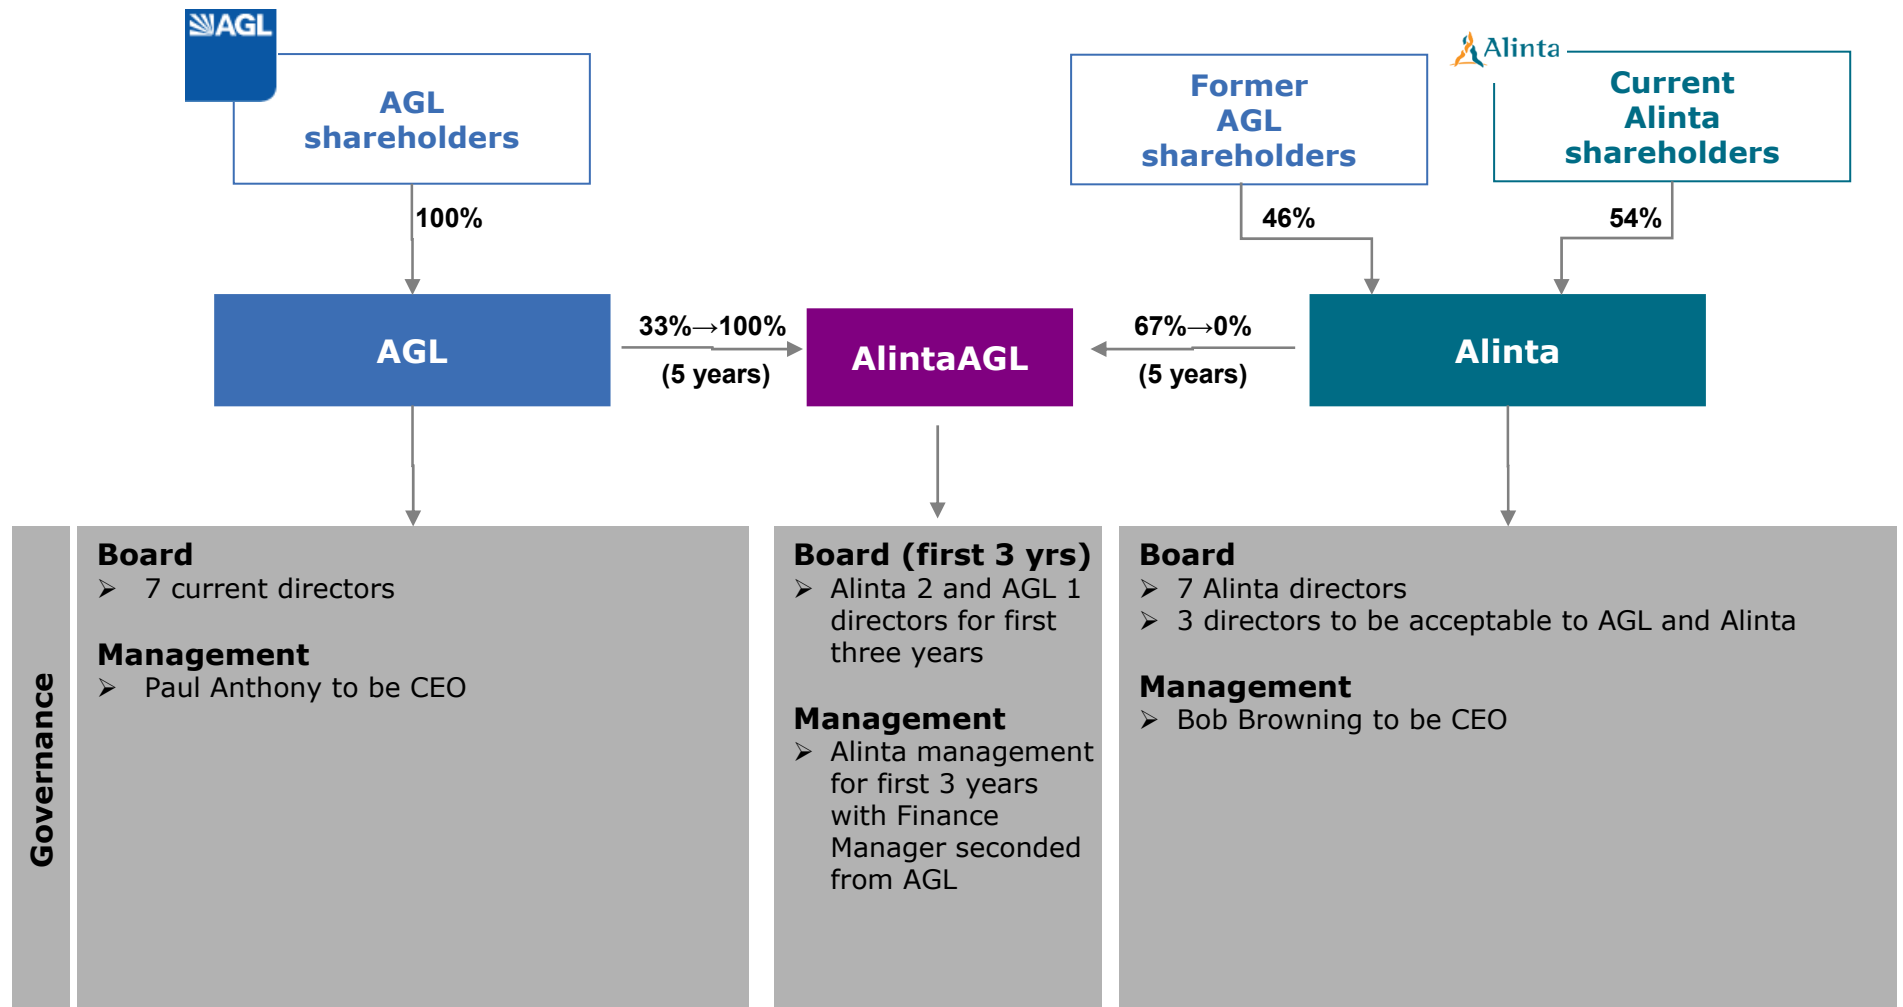 AGL
AGL
shareholders
Former
AGL
shareholders
Alinta
Current
Alinta
shareholders
100%
46%
54%
AGL
33%→100%
(5 years)
AlintaAGL
67%→0%
(5 years)
Alinta
Governance
Board
➢ 7 current directors
Management
➢ Paul Anthony to be CEO
Board (first 3 yrs)
➢ Alinta 2 and AGL 1
directors for first
three years
Management
➢ Alinta management
for first 3 years
with Finance
Manager seconded
from AGL
Board
➢ 7 Alinta directors
➢ 3 directors to be acceptable to AGL and Alinta
Management
➢ Bob Browning to be CEO